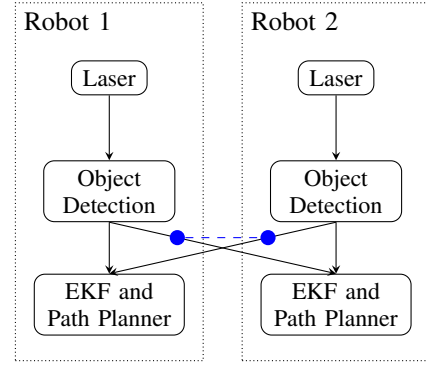 Robot 1
Laser
Object
Detection
EKF and
Path Planner
Robot 2
Laser
Object
Detection
EKF and
Path Planner